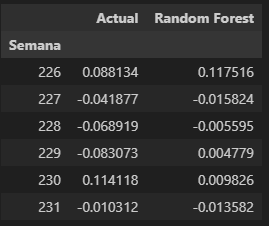 Actual Random Forest
Semana
226 0.088134 0.117516
227 -0.041877 -0.015824
228 -0.068919 -0.005595
229 -0.083073 0.004779
230 0.114118 0.009826
231 -0.010312 -0.013582